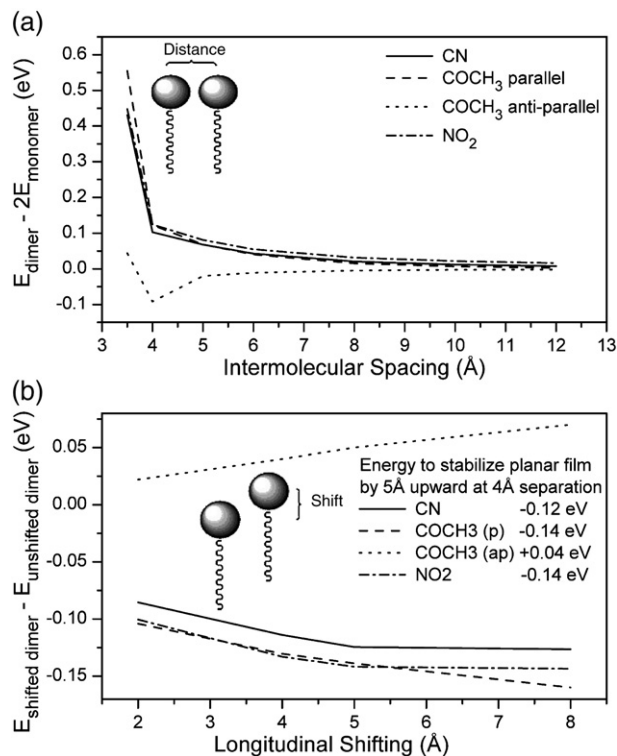 (a)
E_dimer - 2E_monomer (eV)
0.6
0.5
0.4
0.3
0.2
0.1
0.0
-0.1
Distance
CN
COCH₃ parallel
COCH₃ anti-parallel
NO₂
3 4 5 6 7 8 9 10 11 12 13
Intermolecular Spacing (Å)
(b)
E_shifted dimer - E_unshifted dimer (eV)
0.05
0.00
-0.05
-0.10
-0.15
Shift
Energy to stabilize planar film
by 5Å upward at 4Å separation
CN -0.12 eV
COCH3 (p) -0.14 eV
COCH3 (ap) +0.04 eV
NO2 -0.14 eV
2 3 4 5 6 7 8
Longitudinal Shifting (Å)